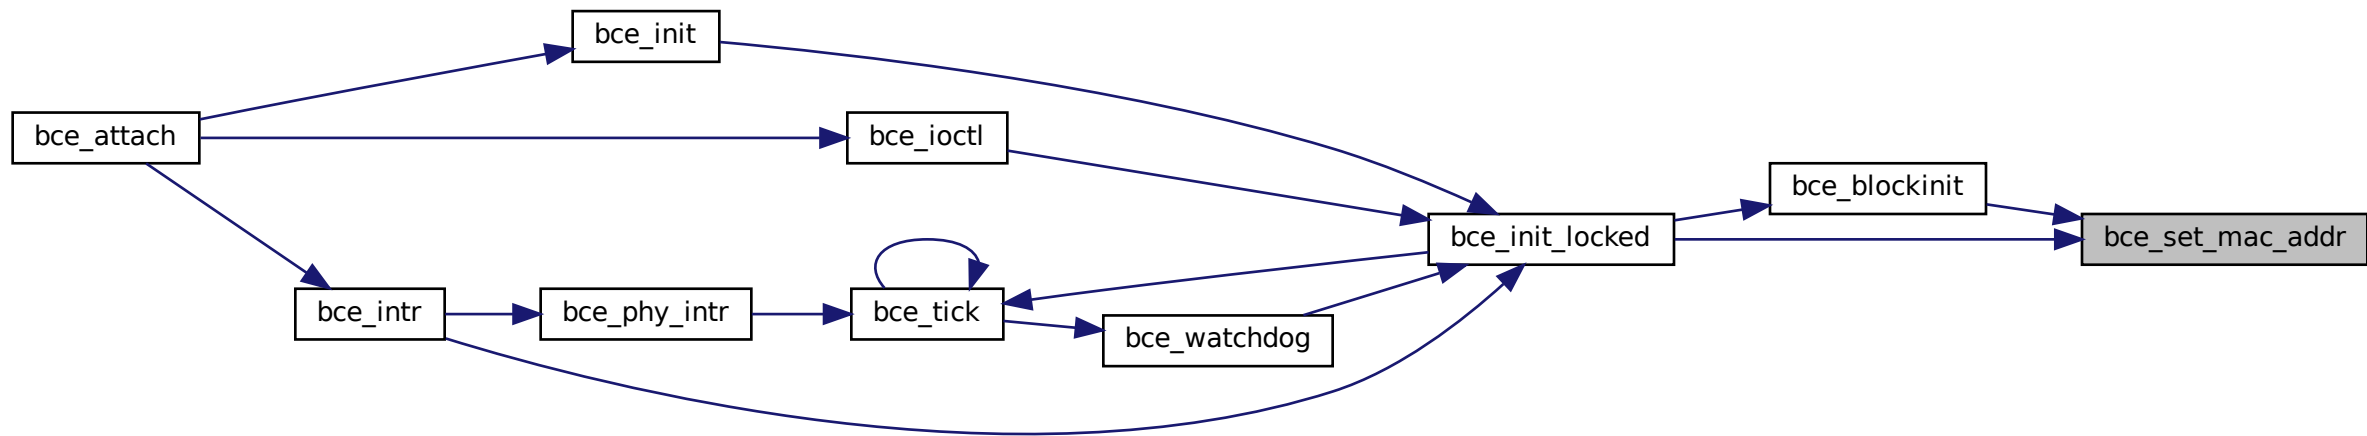 bce_init
bce_attach
bce_ioctl
bce_blockinit
bce_init_locked
bce_set_mac_addr
bce_intr
bce_phy_intr
bce_tick
bce_watchdog